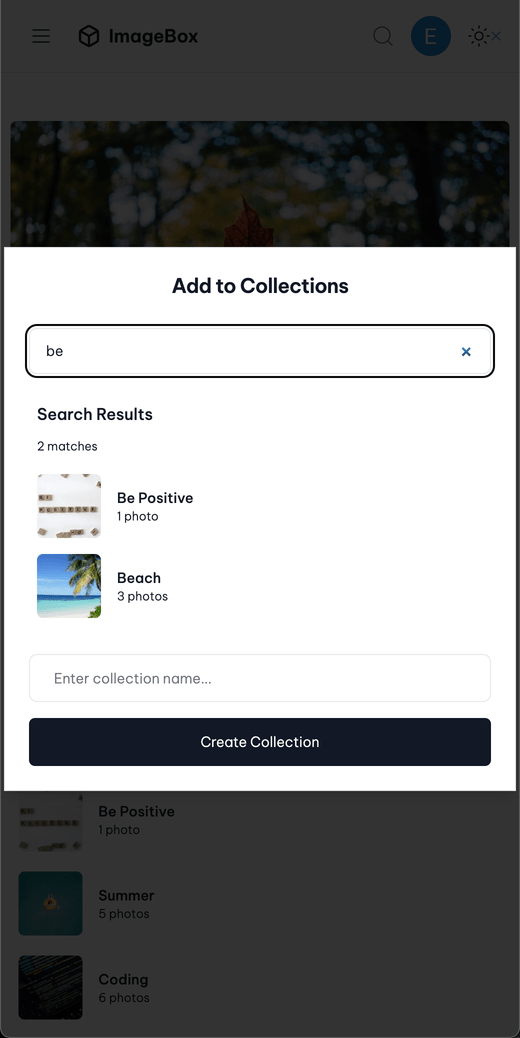 ImageBox
E
Add to Collections
be
Search Results
2 matches
Be Positive
1 photo
Beach
3 photos
Enter collection name...
Create Collection
Be Positive
1 photo
Summer
5 photos
Coding
6 photos